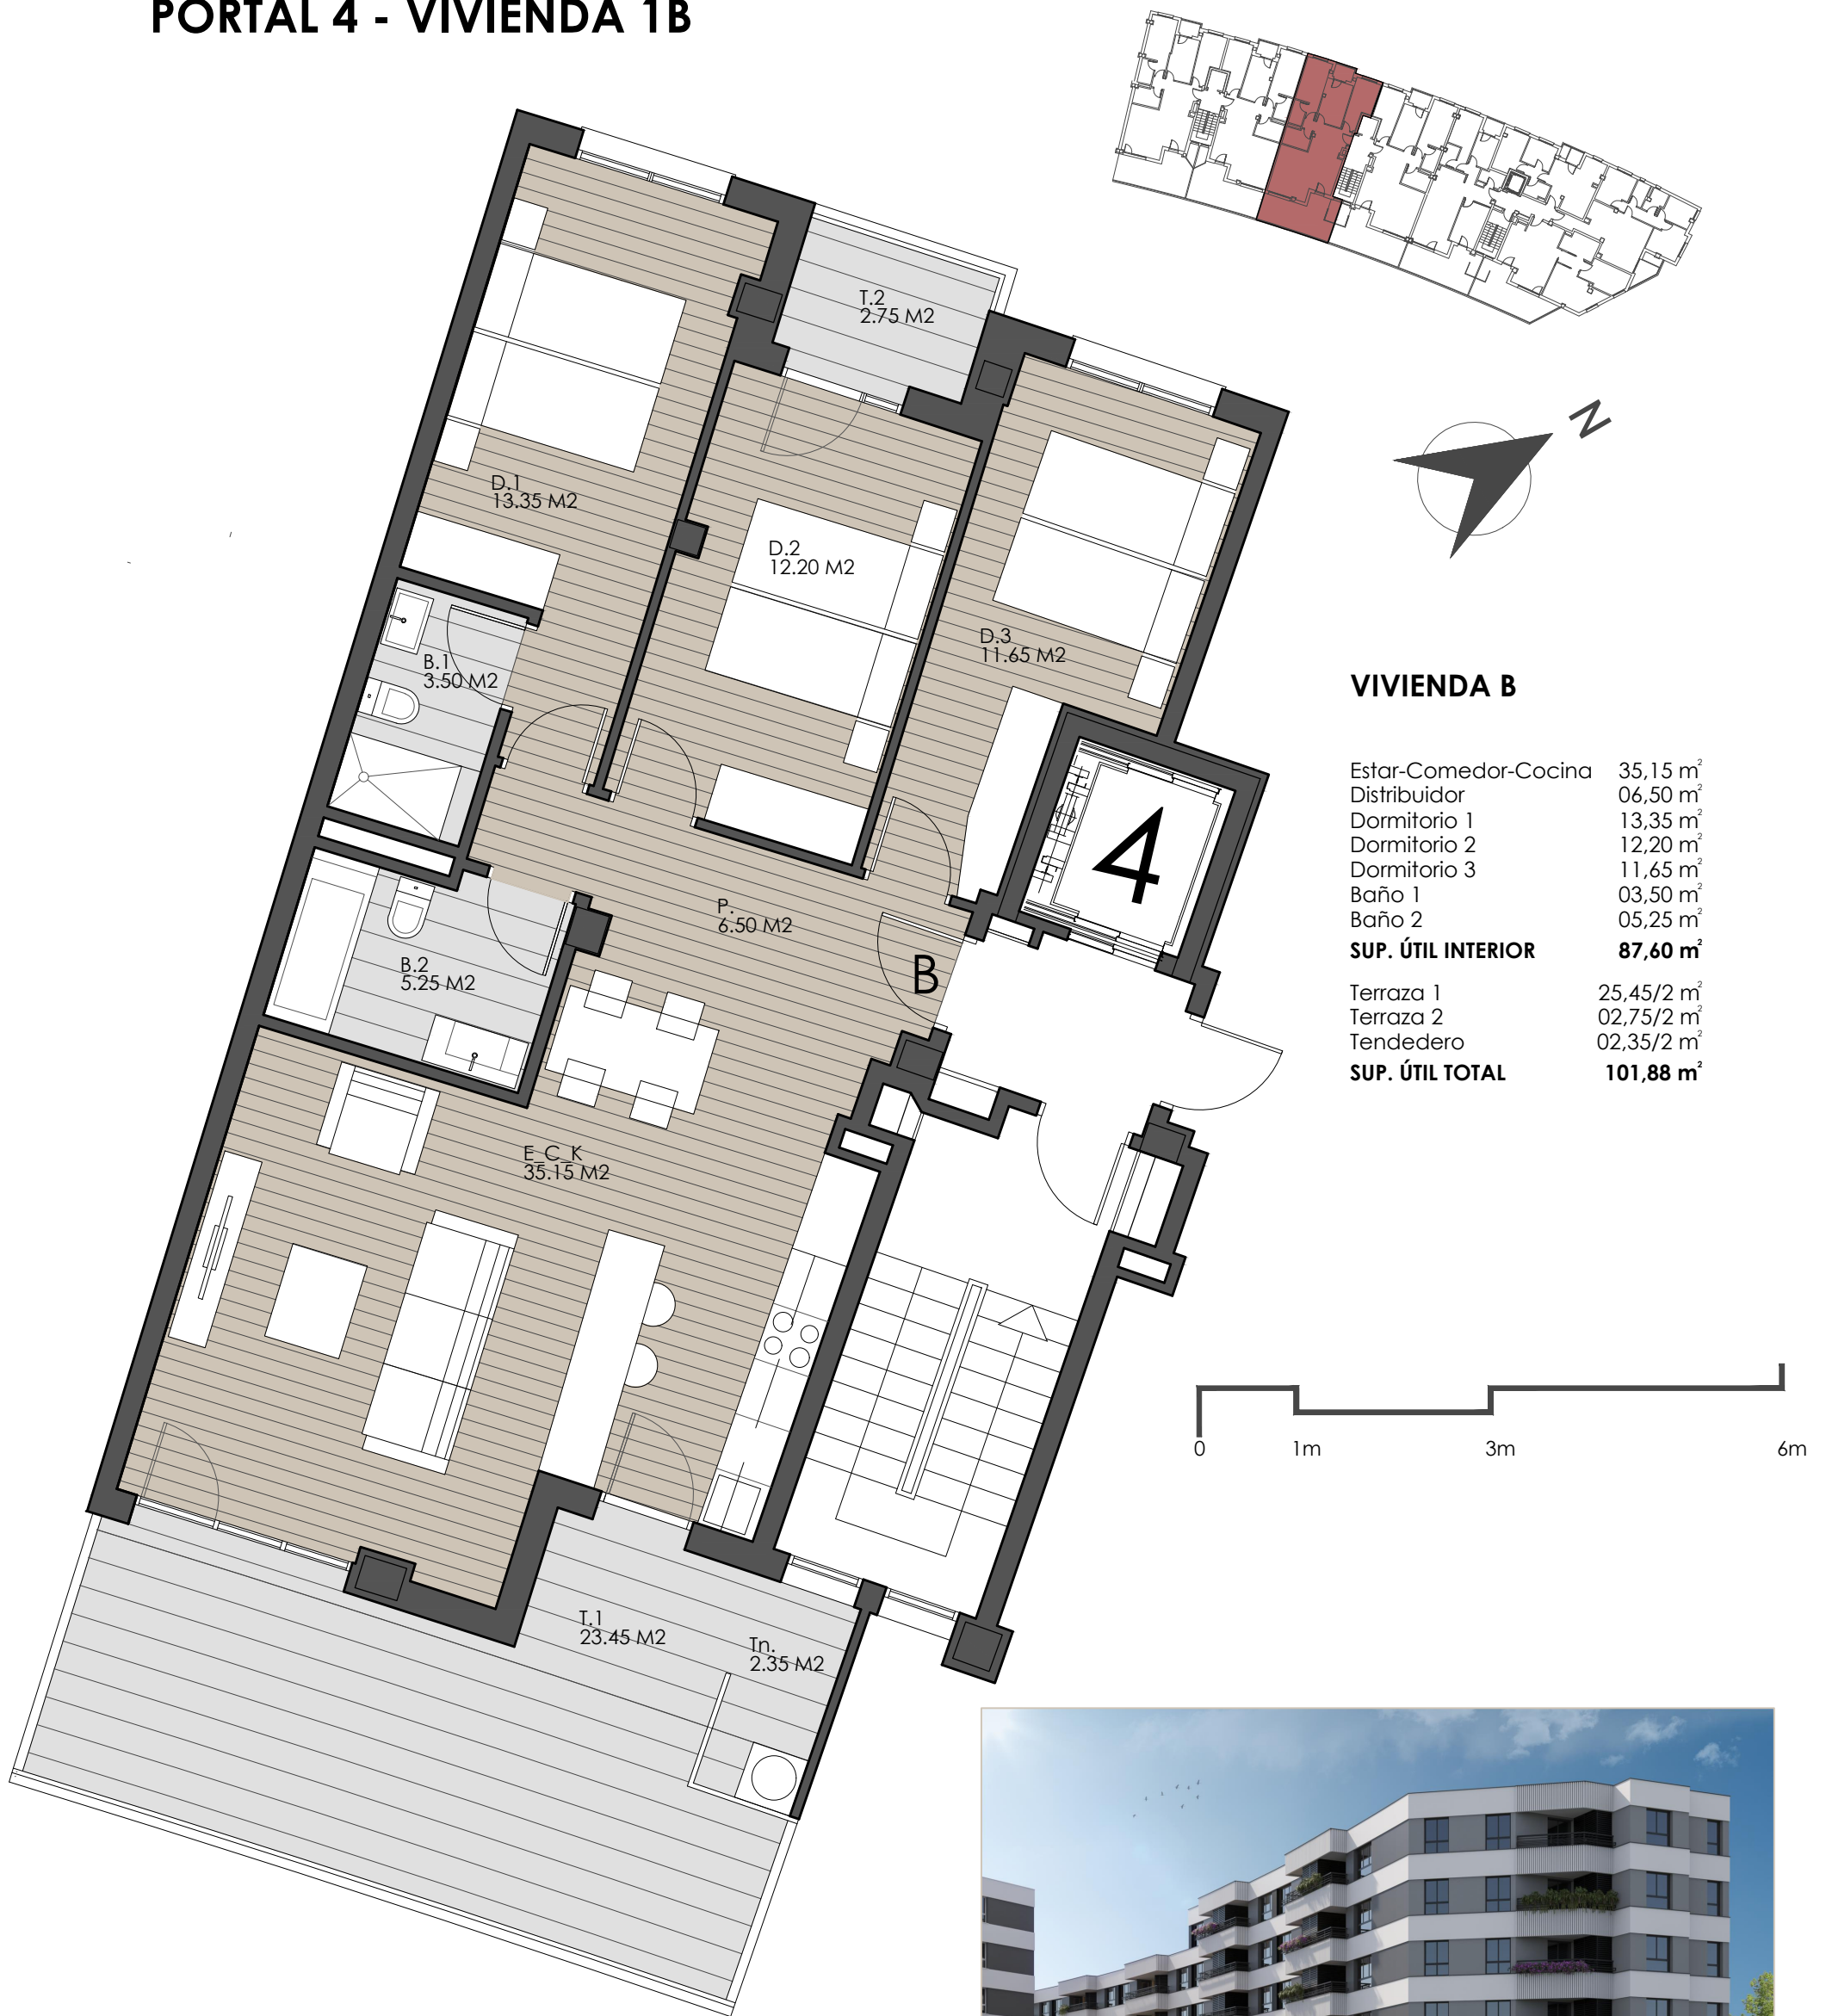 PORTAL 4 - VIVIENDA 1B
N
T.2
2.75 M2
D.1
13.35 M2
D.2
12.20 M2
D.3
11.65 M2
B.1
3.50 M2
4
P.
6.50 M2
B
B.2
5.25 M2
E_C_K
35.15 M2
T.1
23.45 M2
Tn.
2.35 M2
VIVIENDA B
Estar-Comedor-Cocina 35,15 m²
Distribuidor 06,50 m²
Dormitorio 1 13,35 m²
Dormitorio 2 12,20 m²
Dormitorio 3 11,65 m²
Baño 1 03,50 m²
Baño 2 05,25 m²
SUP. ÚTIL INTERIOR 87,60 m²
Terraza 1 25,45/2 m²
Terraza 2 02,75/2 m²
Tendedero 02,35/2 m²
SUP. ÚTIL TOTAL 101,88 m²
0 1m 3m 6m